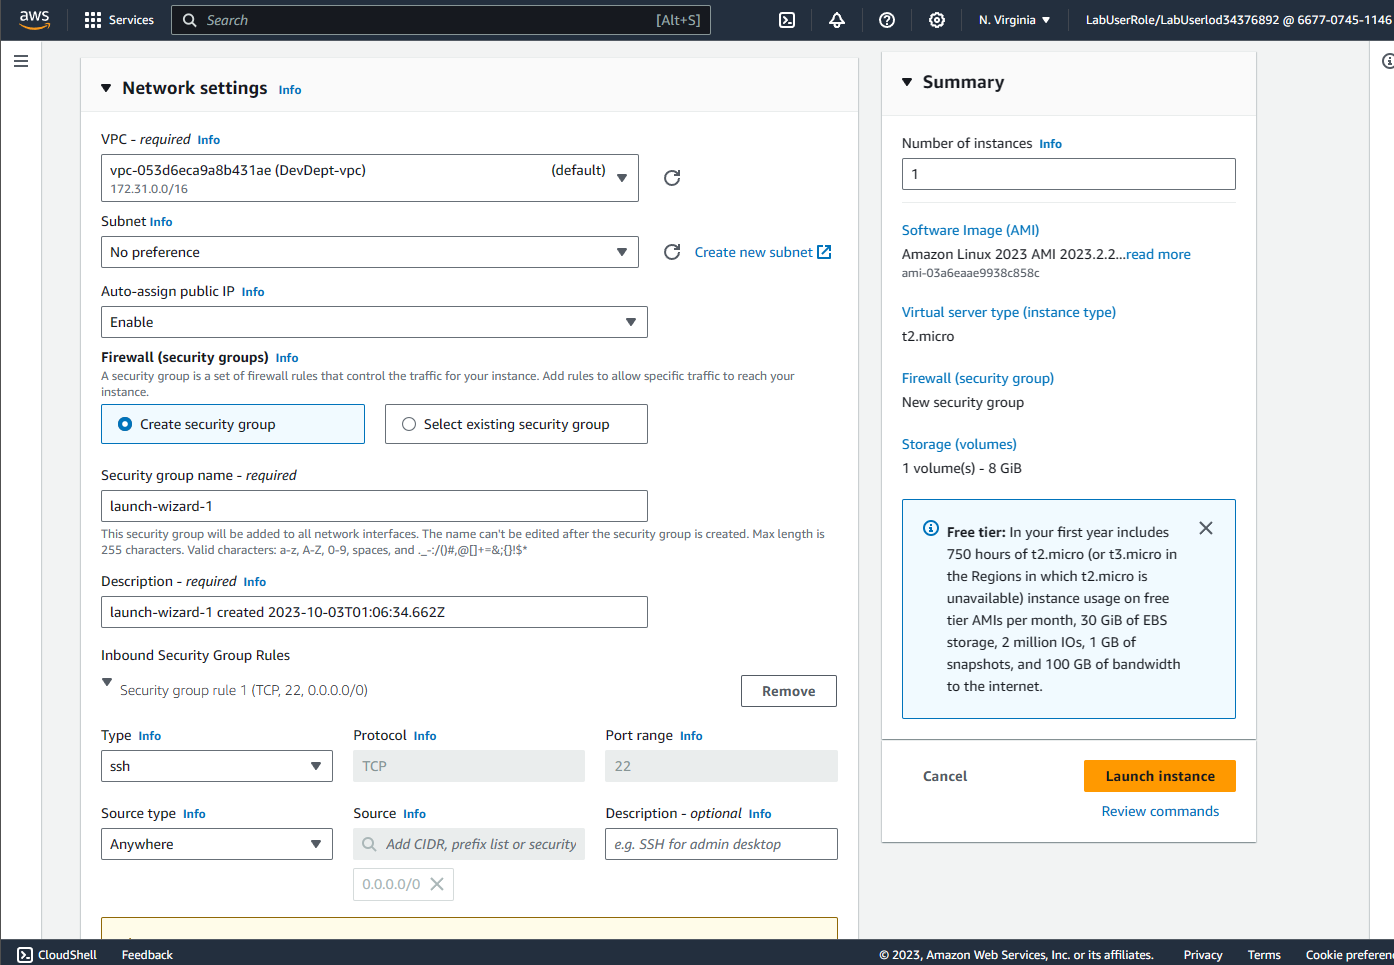 aws
Services
Search
[Alt+S]
N. Virginia
LabUserRole/LabUserlod34376892 @ 6677-0745-1146
Network settings Info
VPC - required Info
vpc-053d6eca9a8b431ae (DevDept-vpc) (default)
172.31.0.0/16
Subnet Info
No preference
Create new subnet
Auto-assign public IP Info
Enable
Firewall (security groups) Info
A security group is a set of firewall rules that control the traffic for your instance. Add rules to allow specific traffic to reach your
instance.
Create security group
Select existing security group
Security group name - required
launch-wizard-1
This security group will be added to all network interfaces. The name can't be edited after the security group is created. Max length is
255 characters. Valid characters: a-z, A-Z, 0-9, spaces, and ._-:/()#,@[]+=&;{}!$*
Description - required Info
launch-wizard-1 created 2023-10-03T01:06:34.662Z
Inbound Security Group Rules
Security group rule 1 (TCP, 22, 0.0.0.0/0)
Remove
Type Info
Protocol Info
Port range Info
ssh
TCP
22
Source type Info
Source Info
Description - optional Info
Anywhere
Add CIDR, prefix list or security
e.g. SSH for admin desktop
0.0.0.0/0
Summary
Number of instances Info
1
Software Image (AMI)
Amazon Linux 2023 AMI 2023.2.2...read more
ami-03a6eaae9938c858c
Virtual server type (instance type)
t2.micro
Firewall (security group)
New security group
Storage (volumes)
1 volume(s) - 8 GiB
Free tier: In your first year includes
750 hours of t2.micro (or t3.micro in
the Regions in which t2.micro is
unavailable) instance usage on free
tier AMIs per month, 30 GiB of EBS
storage, 2 million IOs, 1 GB of
snapshots, and 100 GB of bandwidth
to the internet.
Cancel
Launch instance
Review commands
CloudShell
Feedback
© 2023, Amazon Web Services, Inc. or its affiliates.
Privacy
Terms
Cookie preferen